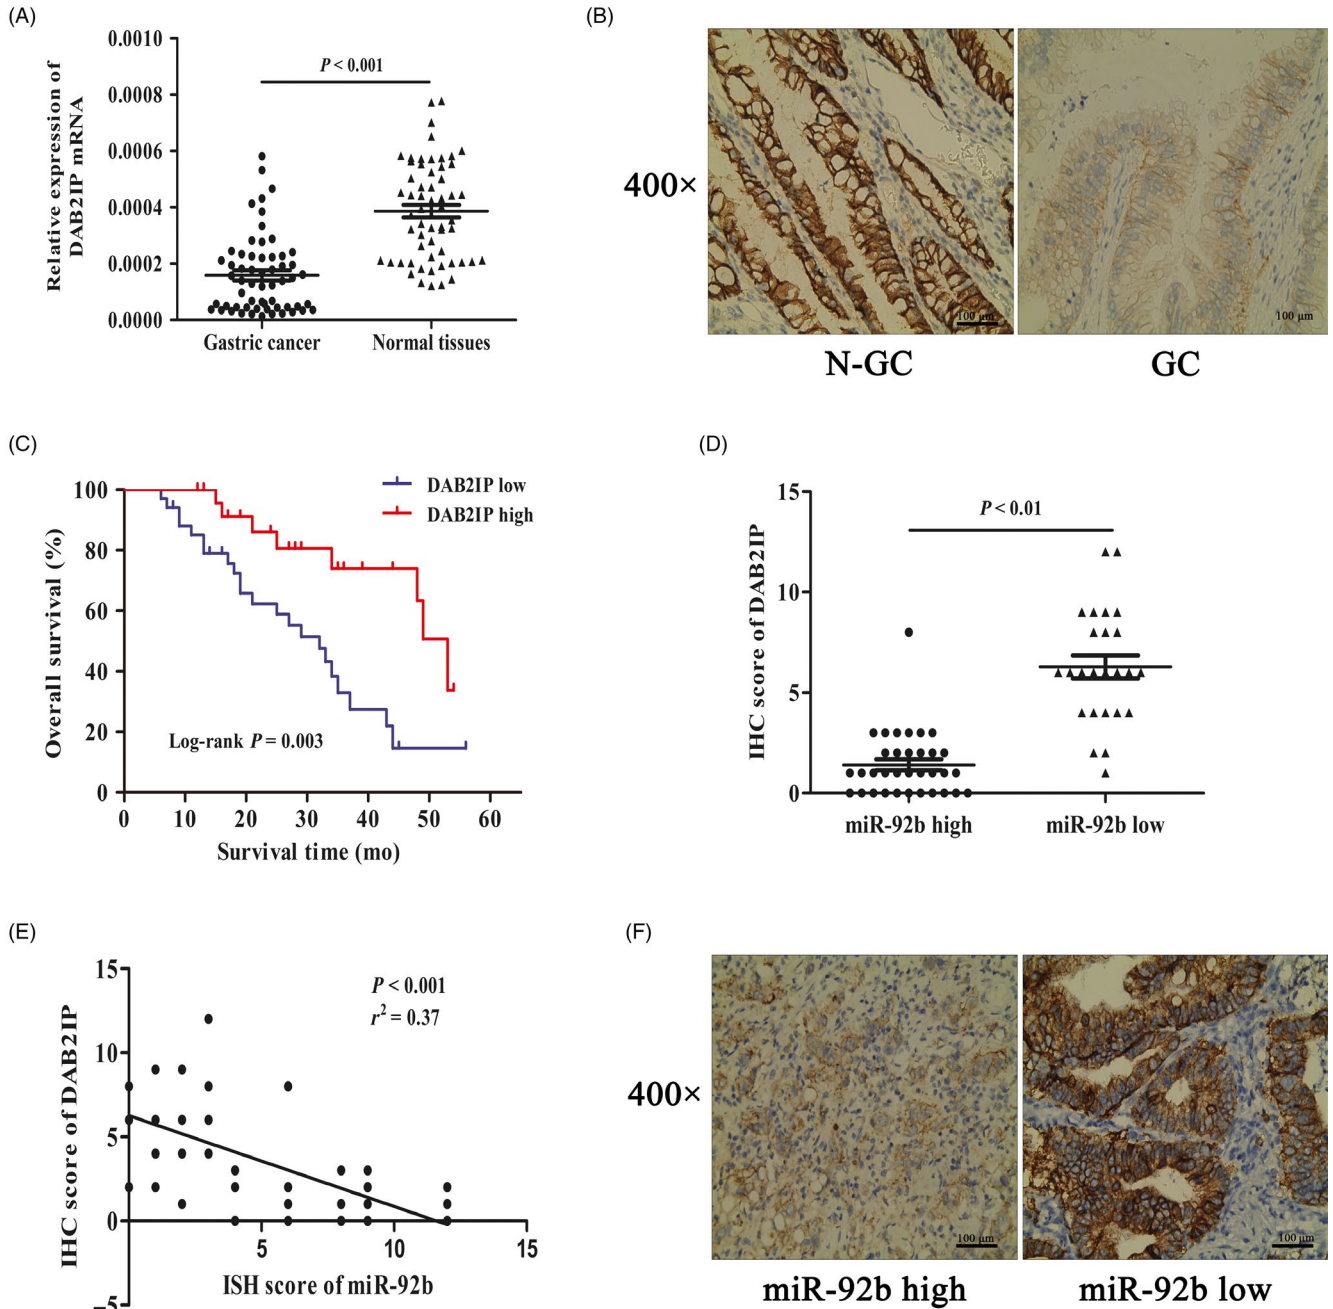 (A)
0.0010
0.0008
0.0006
0.0004
0.0002
0.0000
Relative expression of
DAB2IP mRNA
P < 0.001
Gastric cancer
Normal tissues
(B)
400×
100 μm
100 μm
N-GC
GC
(C)
100
80
60
40
20
0
Overall survival (%)
DAB2IP low
DAB2IP high
Log-rank P = 0.003
0 10 20 30 40 50 60
Survival time (mo)
(D)
15
10
5
0
IHC score of DAB2IP
P < 0.01
miR-92b high
miR-92b low
(E)
15
10
5
0
−5
IHC score of DAB2IP
P < 0.001
r² = 0.37
5 10 15
ISH score of miR-92b
(F)
400×
100 μm
100 μm
miR-92b high
miR-92b low